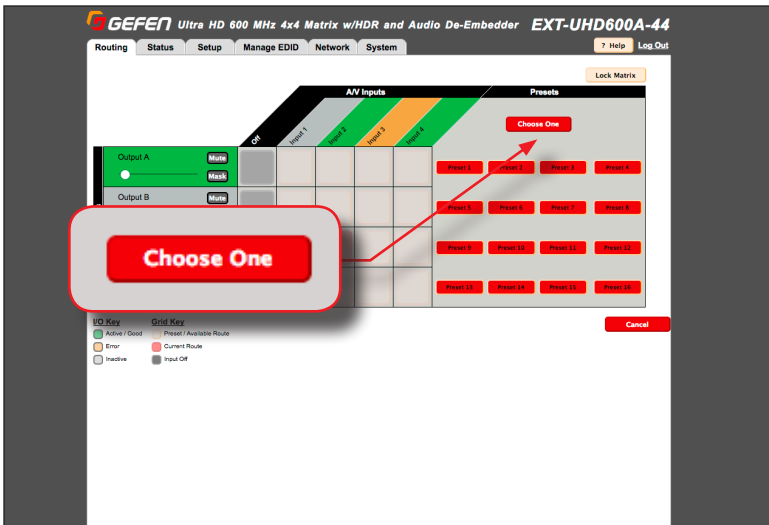 GEFEN Ultra HD 600 MHz 4x4 Matrix w/HDR and Audio De-Embedder EXT-UHD600A-44
Routing Status Setup Manage EDID Network System ? Help Log Out
Lock Matrix
A/V Inputs Presets
Off Input 1 Input 2 Input 3 Input 4
Choose One
Output A Mute
Mask
Preset 1 Preset 2 Preset 3 Preset 4
Output B Mute
Preset 5 Preset 6 Preset 7 Preset 8
Choose One
Preset 9 Preset 10 Preset 11 Preset 12
Preset 13 Preset 14 Preset 15 Preset 16
I/O Key Grid Key
Cancel
Active / Good Preset / Available Route
Error Current Route
Inactive Input Off